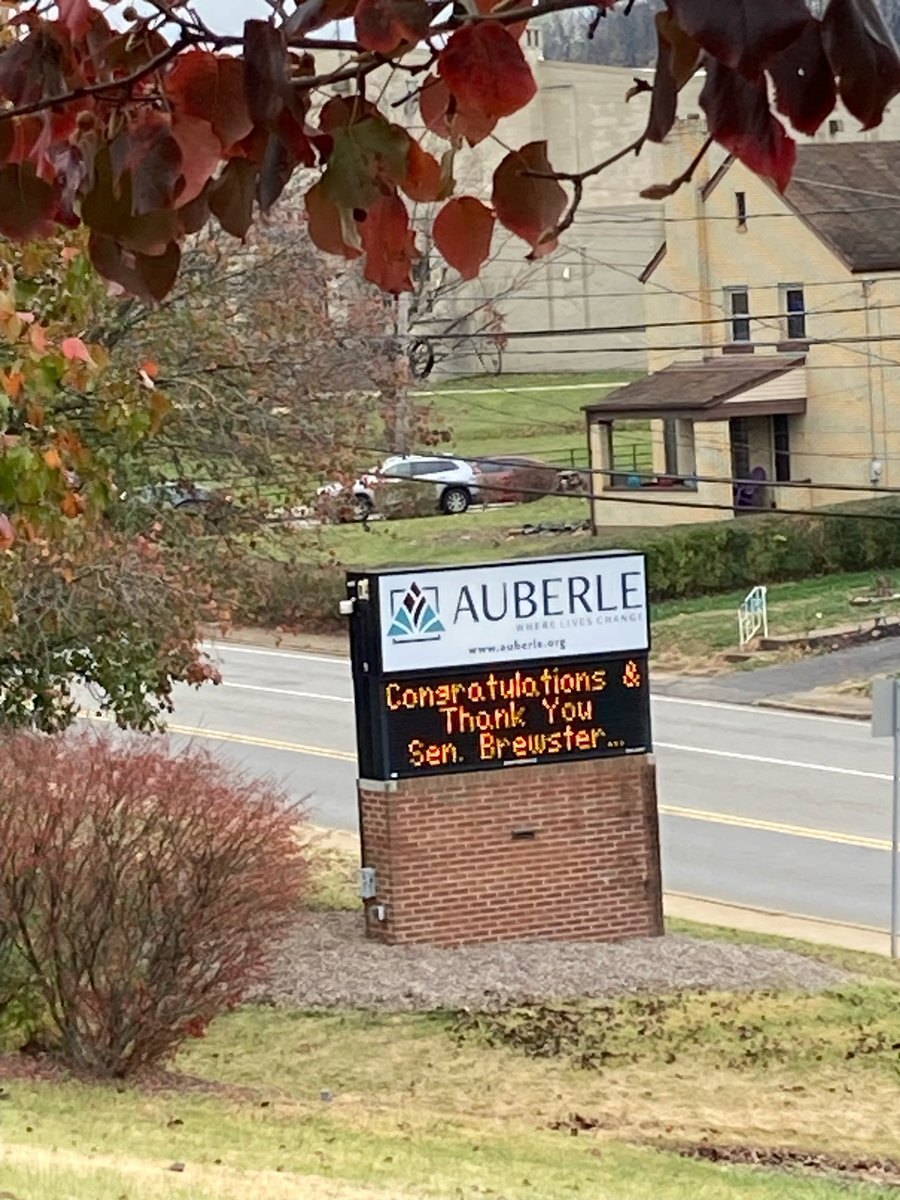 AUBERLE
WHERE LIVES CHANGE
www.auberle.org
Congratulations &
Thank You
Sen. Brewster...